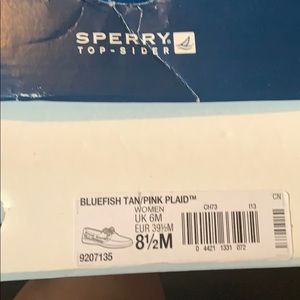 SPERRY
TOP-SIDER
BLUEFISH TAN/PINK PLAID™
WOMEN
UK 6M
EUR 39½M
8½M
CH73
I13
CN
0 4421 1331 072
9207135